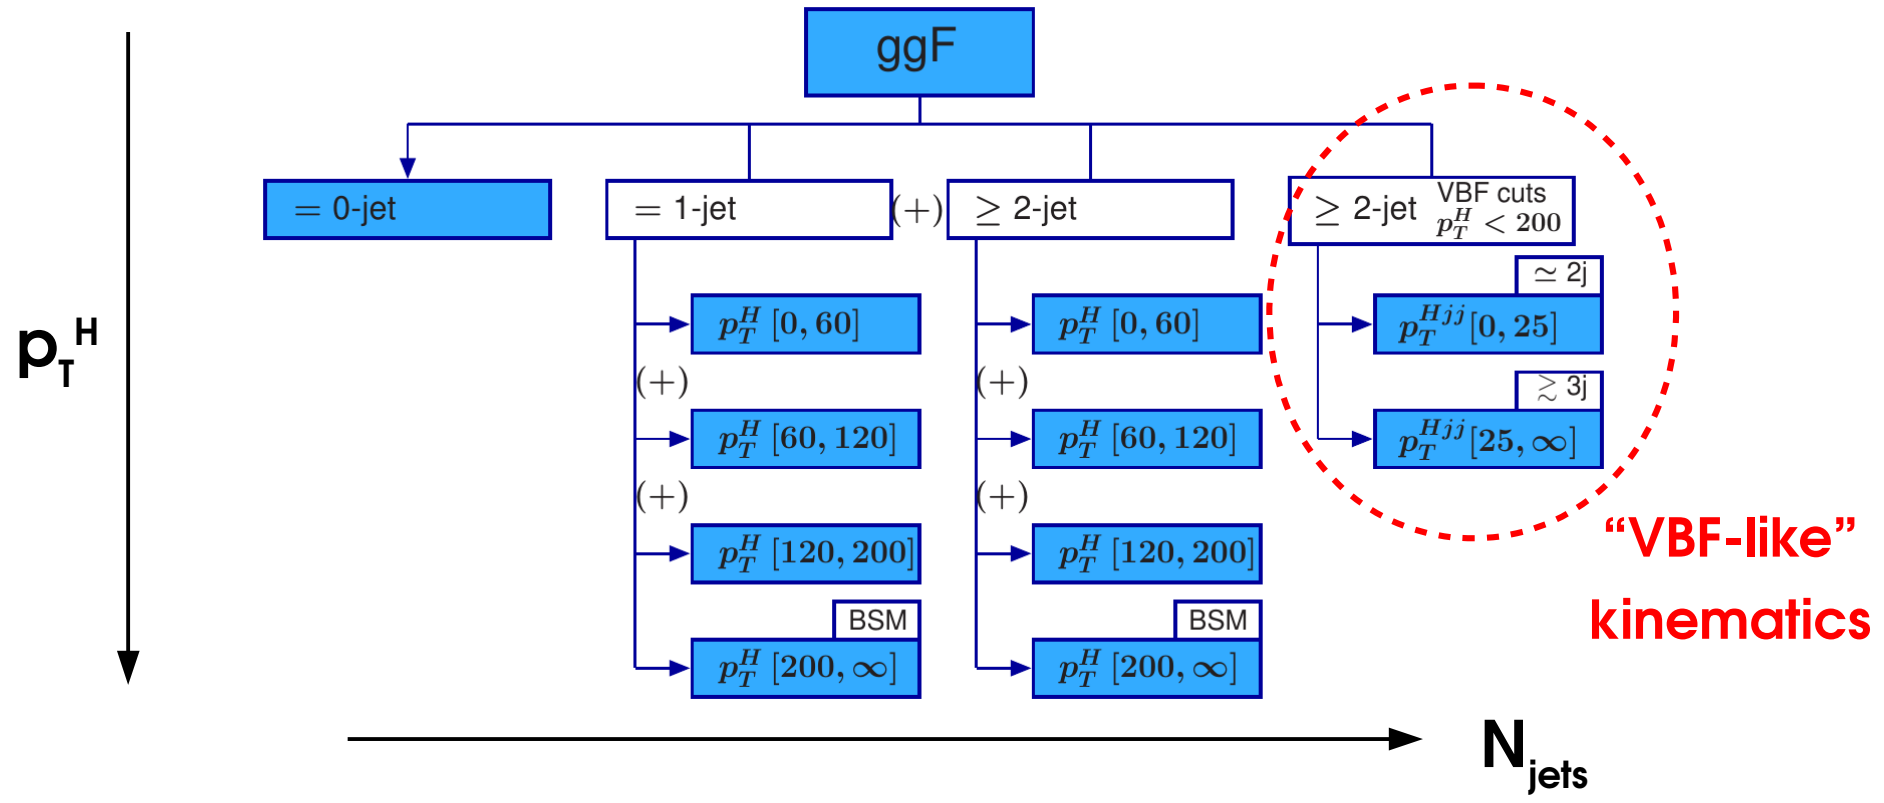 ggF
= 0-jet
= 1-jet
(+)
≥ 2-jet
≥ 2-jet VBF cuts
p_T^H < 200
≃ 2j
p_T^H [0, 60]
p_T^H [0, 60]
p_T^{Hjj} [0, 25]
(+)
(+)
≳ 3j
p_T^H [60, 120]
p_T^H [60, 120]
p_T^{Hjj} [25, ∞]
(+)
(+)
p_T^H [120, 200]
p_T^H [120, 200]
BSM
BSM
p_T^H [200, ∞]
p_T^H [200, ∞]
p_T^H
“VBF-like”
kinematics
N_jets